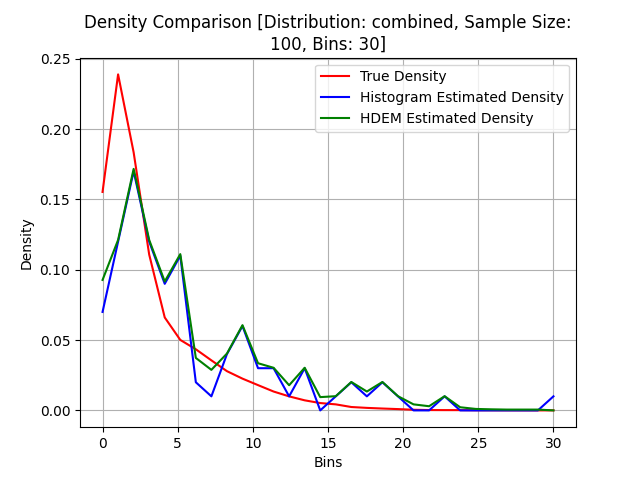 Density Comparison [Distribution: combined, Sample Size:
100, Bins: 30]
True Density
Histogram Estimated Density
HDEM Estimated Density
Density
0.25
0.20
0.15
0.10
0.05
0.00
0 5 10 15 20 25 30
Bins